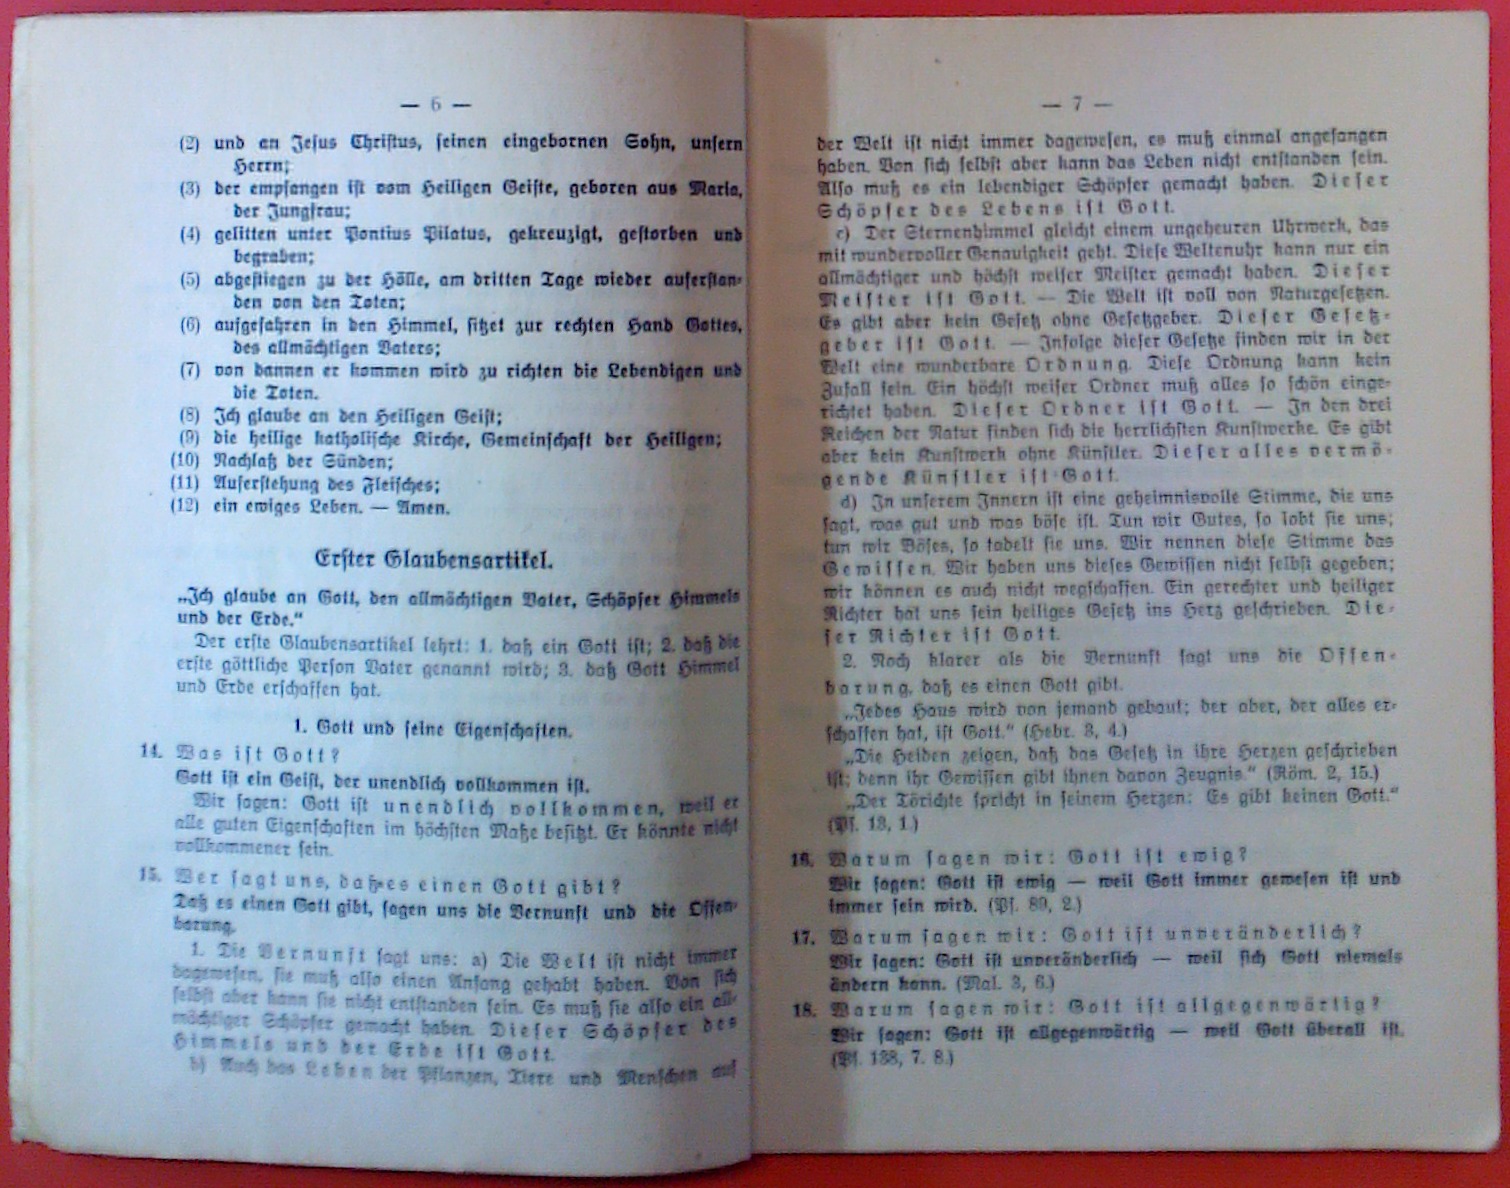 — 6 —
(2) und an Jesus Christus, seinen eingebornen Sohn, unsern
Herrn;
(3) der empfangen ist vom Heiligen Geiste, geboren aus Maria,
der Jungfrau;
(4) gelitten unter Pontius Pilatus, gekreuzigt, gestorben und
begraben;
(5) abgestiegen zu der Hölle, am dritten Tage wieder auferstan-
den von den Toten;
(6) aufgefahren in den Himmel, sitzet zur rechten Hand Gottes,
des allmächtigen Vaters;
(7) von dannen er kommen wird zu richten die Lebendigen und
die Toten.
(8) Ich glaube an den Heiligen Geist;
(9) die heilige katholische Kirche, Gemeinschaft der Heiligen;
(10) Nachlaß der Sünden;
(11) Auferstehung des Fleisches;
(12) ein ewiges Leben. — Amen.
Erster Glaubensartikel.
„Ich glaube an Gott, den allmächtigen Vater, Schöpfer Himmels
und der Erde.“
Der erste Glaubensartikel lehrt: 1. daß ein Gott ist; 2. daß die
erste göttliche Person Vater genannt wird; 3. daß Gott Himmel
und Erde erschaffen hat.
1. Gott und seine Eigenschaften.
14. Was ist Gott?
Gott ist ein Geist, der unendlich vollkommen ist.
Wir sagen: Gott ist unendlich vollkommen, weil er
alle guten Eigenschaften im höchsten Maße besitzt. Er könnte nicht
vollkommener sein.
15. Wer sagt uns, daß es einen Gott gibt?
Daß es einen Gott gibt, sagen uns die Vernunft und die Offen-
barung.
1. Die Vernunft sagt uns: a) Die Welt ist nicht immer
dagewesen, sie muß also einen Anfang gehabt haben. Von sich
selbst aber kann sie nicht entstanden sein. Es muß sie also ein all-
mächtiger Schöpfer gemacht haben. Dieser Schöpfer des
Himmels und der Erde ist Gott.
b) Auch das Leben der Pflanzen, Tiere und Menschen auf
— 7 —
der Welt ist nicht immer dagewesen, es muß einmal angefangen
haben. Von sich selbst aber kann das Leben nicht entstanden sein.
Also muß es ein lebendiger Schöpfer gemacht haben. Dieser
Schöpfer des Lebens ist Gott.
c) Der Sternenhimmel gleicht einem ungeheuren Uhrwerk, das
mit wundervoller Genauigkeit geht. Diese Weltenuhr kann nur ein
allmächtiger und höchst weiser Meister gemacht haben. Dieser
Meister ist Gott. — Die Welt ist voll von Naturgesetzen.
Es gibt aber kein Gesetz ohne Gesetzgeber. Dieser Gesetz-
geber ist Gott. — Infolge dieser Gesetze finden wir in der
Welt eine wunderbare Ordnung. Diese Ordnung kann kein
Zufall sein. Ein höchst weiser Ordner muß alles so schön einge-
richtet haben. Dieser Ordner ist Gott. — In den drei
Reichen der Natur finden sich die herrlichsten Kunstwerke. Es gibt
aber kein Kunstwerk ohne Künstler. Dieser alles vermö-
gende Künstler ist Gott.
d) In unserem Innern ist eine geheimnisvolle Stimme, die uns
sagt, was gut und was böse ist. Tun wir Gutes, so lobt sie uns;
tun wir Böses, so tadelt sie uns. Wir nennen diese Stimme das
Gewissen. Wir haben uns dieses Gewissen nicht selbst gegeben;
wir können es auch nicht wegschaffen. Ein gerechter und heiliger
Richter hat uns sein heiliges Gesetz ins Herz geschrieben. Die-
ser Richter ist Gott.
2. Noch klarer als die Vernunft sagt uns die Offen-
barung, daß es einen Gott gibt.
„Jedes Haus wird von jemand gebaut; der aber, der alles er-
schaffen hat, ist Gott.“ (Hebr. 3, 4.)
„Die Heiden zeigen, daß das Gesetz in ihre Herzen geschrieben
ist; denn ihr Gewissen gibt ihnen davon Zeugnis.“ (Röm. 2, 15.)
„Der Törichte spricht in seinem Herzen: Es gibt keinen Gott.“
(Ps. 13, 1.)
16. Warum sagen wir: Gott ist ewig?
Wir sagen: Gott ist ewig — weil Gott immer gewesen ist und
immer sein wird. (Ps. 89, 2.)
17. Warum sagen wir: Gott ist unveränderlich?
Wir sagen: Gott ist unveränderlich — weil sich Gott niemals
ändern kann. (Mal. 3, 6.)
18. Warum sagen wir: Gott ist allgegenwärtig?
Wir sagen: Gott ist allgegenwärtig — weil Gott überall ist.
(Ps. 138, 7. 8.)